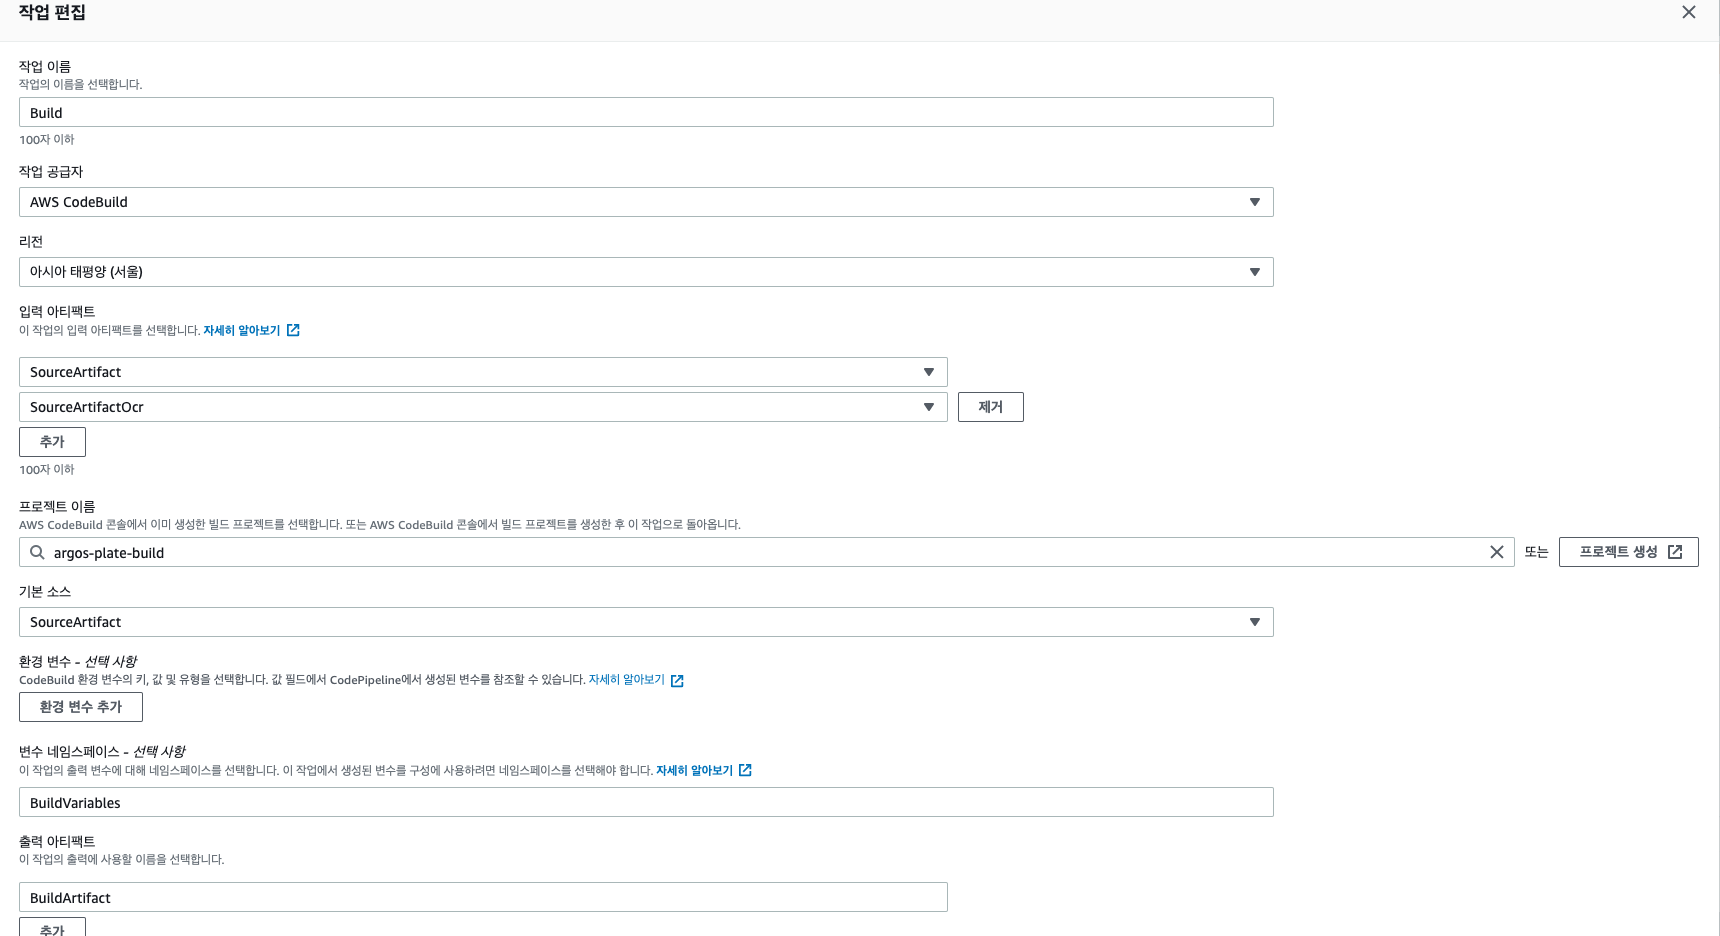 작업 편집
작업 이름
작업의 이름을 선택합니다.
Build
100자 이하
작업 공급자
AWS CodeBuild
리전
아시아 태평양 (서울)
입력 아티팩트
이 작업의 입력 아티팩트를 선택합니다. 자세히 알아보기
SourceArtifact
SourceArtifactOcr
제거
추가
100자 이하
프로젝트 이름
AWS CodeBuild 콘솔에서 이미 생성한 빌드 프로젝트를 선택합니다. 또는 AWS CodeBuild 콘솔에서 빌드 프로젝트를 생성한 후 이 작업으로 돌아옵니다.
argos-plate-build
또는
프로젝트 생성
기본 소스
SourceArtifact
환경 변수 - 선택 사항
CodeBuild 환경 변수의 키, 값 및 유형을 선택합니다. 값 필드에서 CodePipeline에서 생성된 변수를 참조할 수 있습니다. 자세히 알아보기
환경 변수 추가
변수 네임스페이스 - 선택 사항
이 작업의 출력 변수에 대해 네임스페이스를 선택합니다. 이 작업에서 생성된 변수를 구성에 사용하려면 네임스페이스를 선택해야 합니다. 자세히 알아보기
BuildVariables
출력 아티팩트
이 작업의 출력에 사용할 이름을 선택합니다.
BuildArtifact
추가